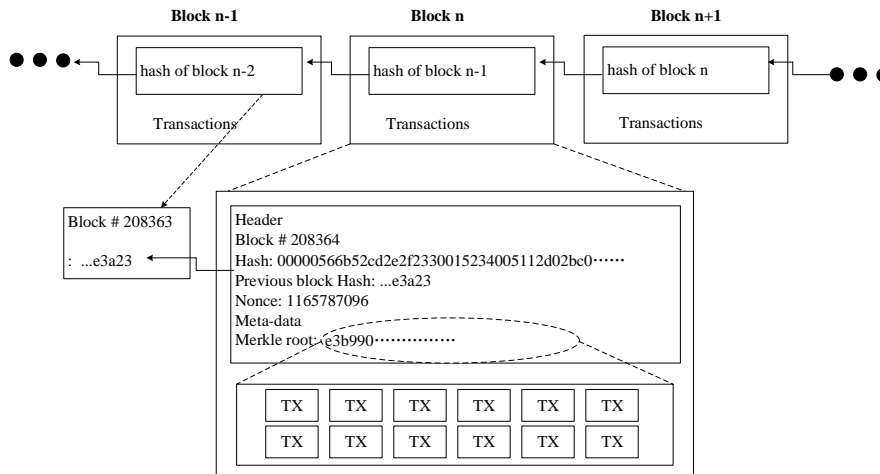 Block n-1
Block n
Block n+1
hash of block n-2
hash of block n-1
hash of block n
Transactions
Transactions
Transactions
Block # 208363
: ...e3a23
Header
Block # 208364
Hash: 00000566b52cd2e2f2330015234005112d02bc0······
Previous block Hash: ...e3a23
Nonce: 1165787096
Meta-data
Merkle root: e3b990···············
TX TX TX TX TX TX
TX TX TX TX TX TX